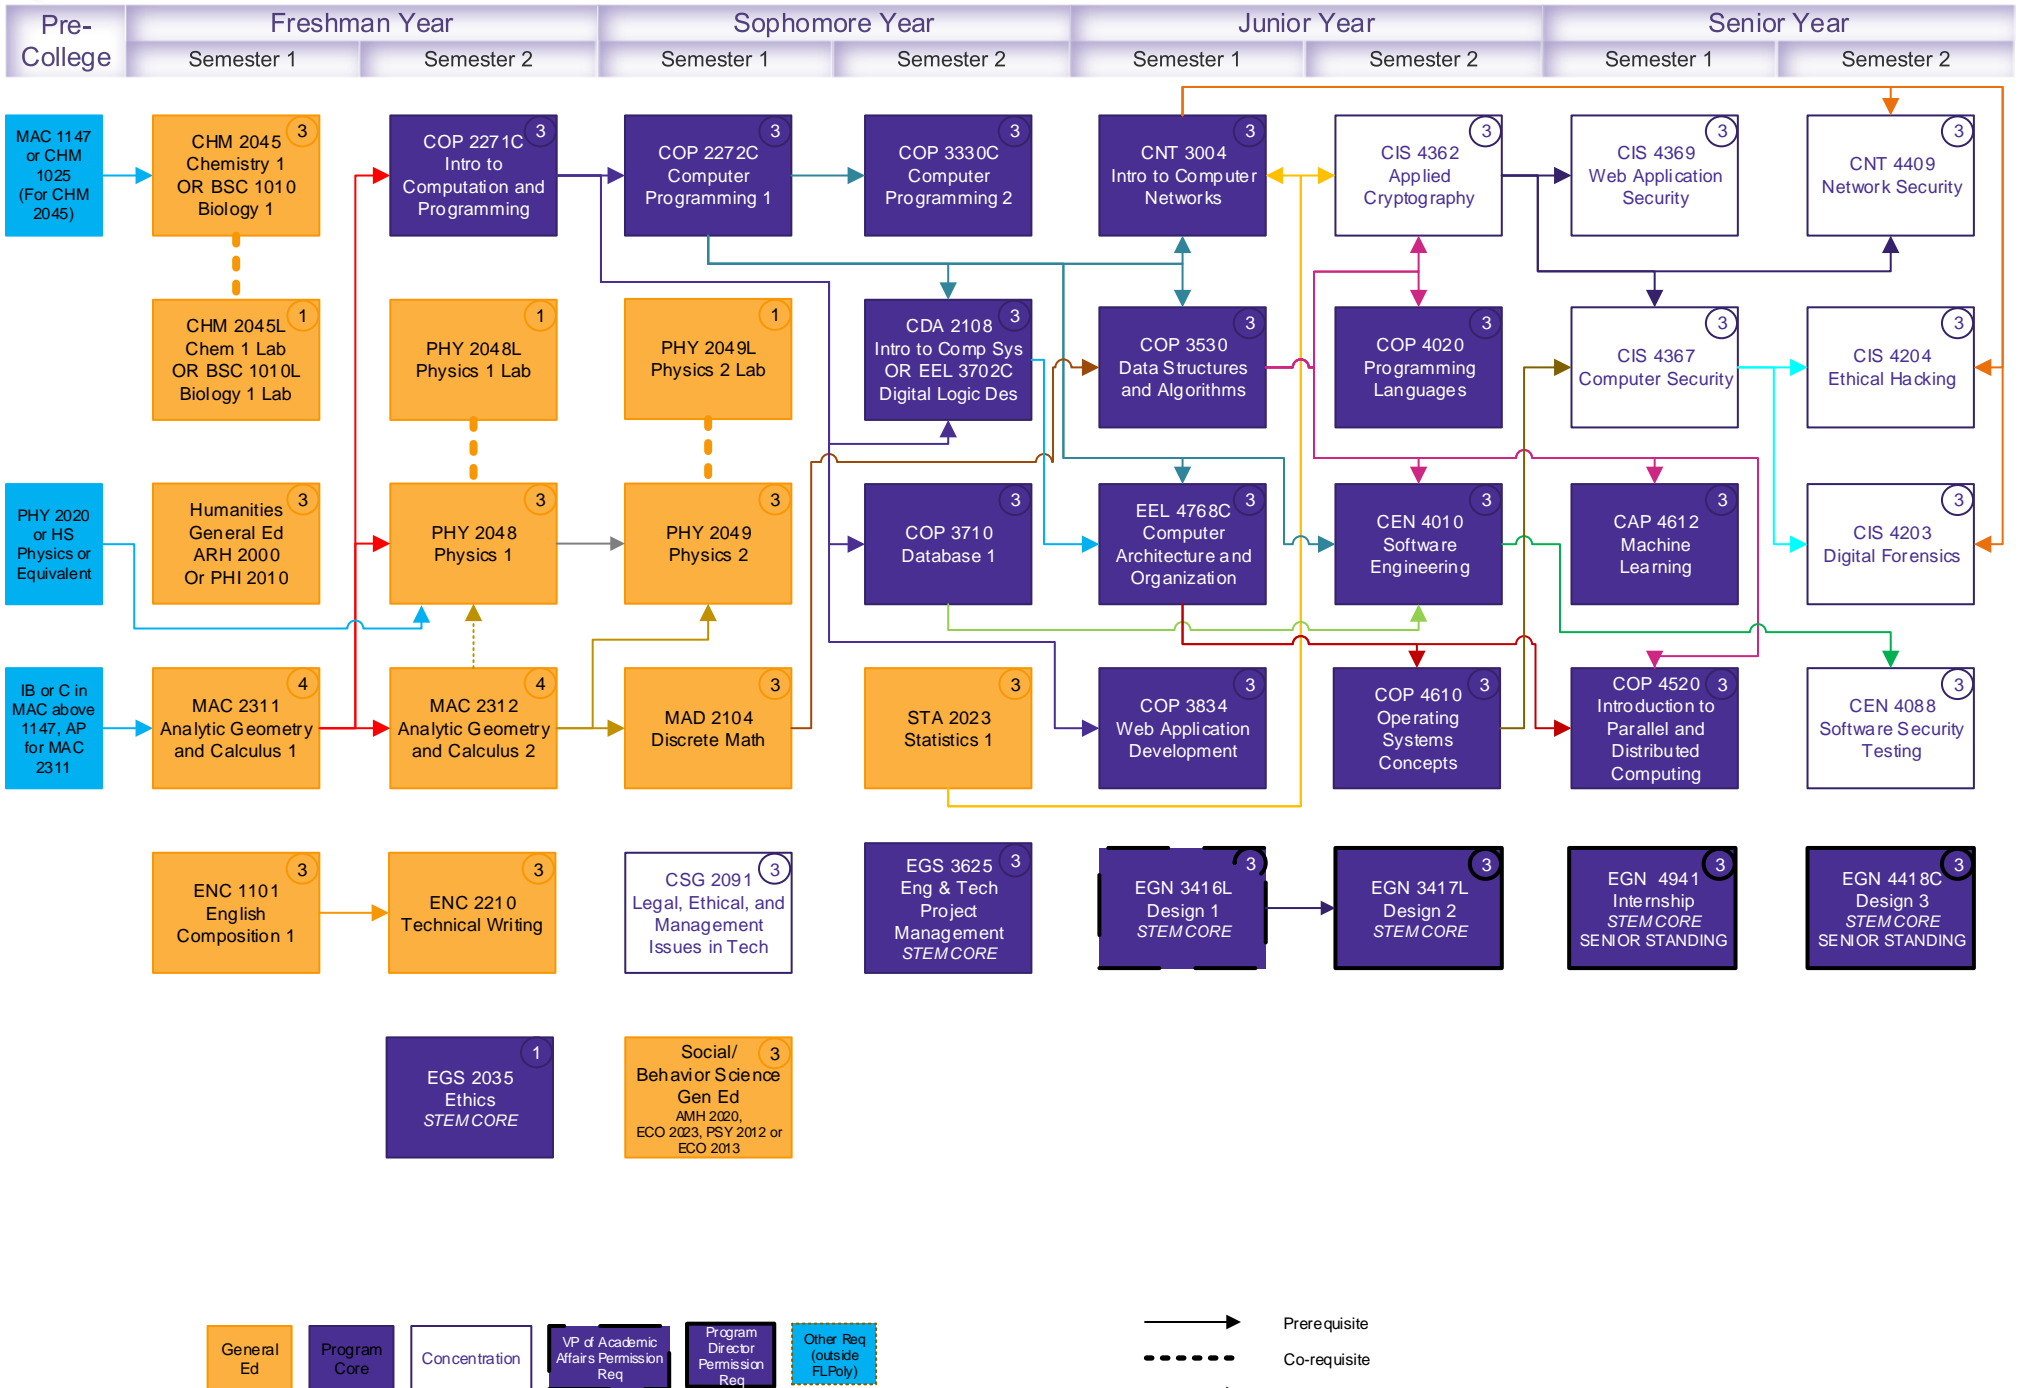 Pre-
College
Freshman Year
Sophomore Year
Junior Year
Senior Year
Semester 1
Semester 2
Semester 1
Semester 2
Semester 1
Semester 2
Semester 1
Semester 2
MAC 1147
or CHM
1025
(For CHM
2045)
3
CHM 2045
Chemistry 1
OR BSC 1010
Biology 1
3
COP 2271C
Intro to
Computation and
Programming
3
COP 2272C
Computer
Programming 1
3
COP 3330C
Computer
Programming 2
3
CNT 3004
Intro to Computer
Networks
3
CIS 4362
Applied
Cryptography
3
CIS 4369
Web Application
Security
3
CNT 4409
Network Security
1
CHM 2045L
Chem 1 Lab
OR BSC 1010L
Biology 1 Lab
1
PHY 2048L
Physics 1 Lab
1
PHY 2049L
Physics 2 Lab
3
CDA 2108
Intro to Comp Sys
OR EEL 3702C
Digital Logic Des
3
COP 3530
Data Structures
and Algorithms
3
COP 4020
Programming
Languages
3
CIS 4367
Computer Security
3
CIS 4204
Ethical Hacking
PHY 2020
or HS
Physics or
Equivalent
3
Humanities
General Ed
ARH 2000
Or PHI 2010
3
PHY 2048
Physics 1
3
PHY 2049
Physics 2
3
COP 3710
Database 1
3
EEL 4768C
Computer
Architecture and
Organization
3
CEN 4010
Software
Engineering
3
CAP 4612
Machine
Learning
3
CIS 4203
Digital Forensics
IB or C in
MAC above
1147, AP
for MAC
2311
4
MAC 2311
Analytic Geometry
and Calculus 1
4
MAC 2312
Analytic Geometry
and Calculus 2
3
MAD 2104
Discrete Math
3
STA 2023
Statistics 1
3
COP 3834
Web Application
Development
3
COP 4610
Operating
Systems
Concepts
3
COP 4520
Introduction to
Parallel and
Distributed
Computing
3
CEN 4088
Software Security
Testing
3
ENC 1101
English
Composition 1
3
ENC 2210
Technical Writing
3
CSG 2091
Legal, Ethical, and
Management
Issues in Tech
3
EGS 3625
Eng & Tech
Project
Management
STEM CORE
3
EGN 3416L
Design 1
STEM CORE
3
EGN 3417L
Design 2
STEM CORE
3
EGN 4941
Internship
STEM CORE
SENIOR STANDING
3
EGN 4418C
Design 3
STEM CORE
SENIOR STANDING
1
EGS 2035
Ethics
STEM CORE
3
Social/
Behavior Science
Gen Ed
AMH 2020,
ECO 2023, PSY 2012 or
ECO 2013
General
Ed
Program
Core
Concentration
VP of Academic
Affairs Permission
Req
Program
Director
Permission
Req
Other Req
(outside
FLPoly)
Prerequisite
Co-requisite